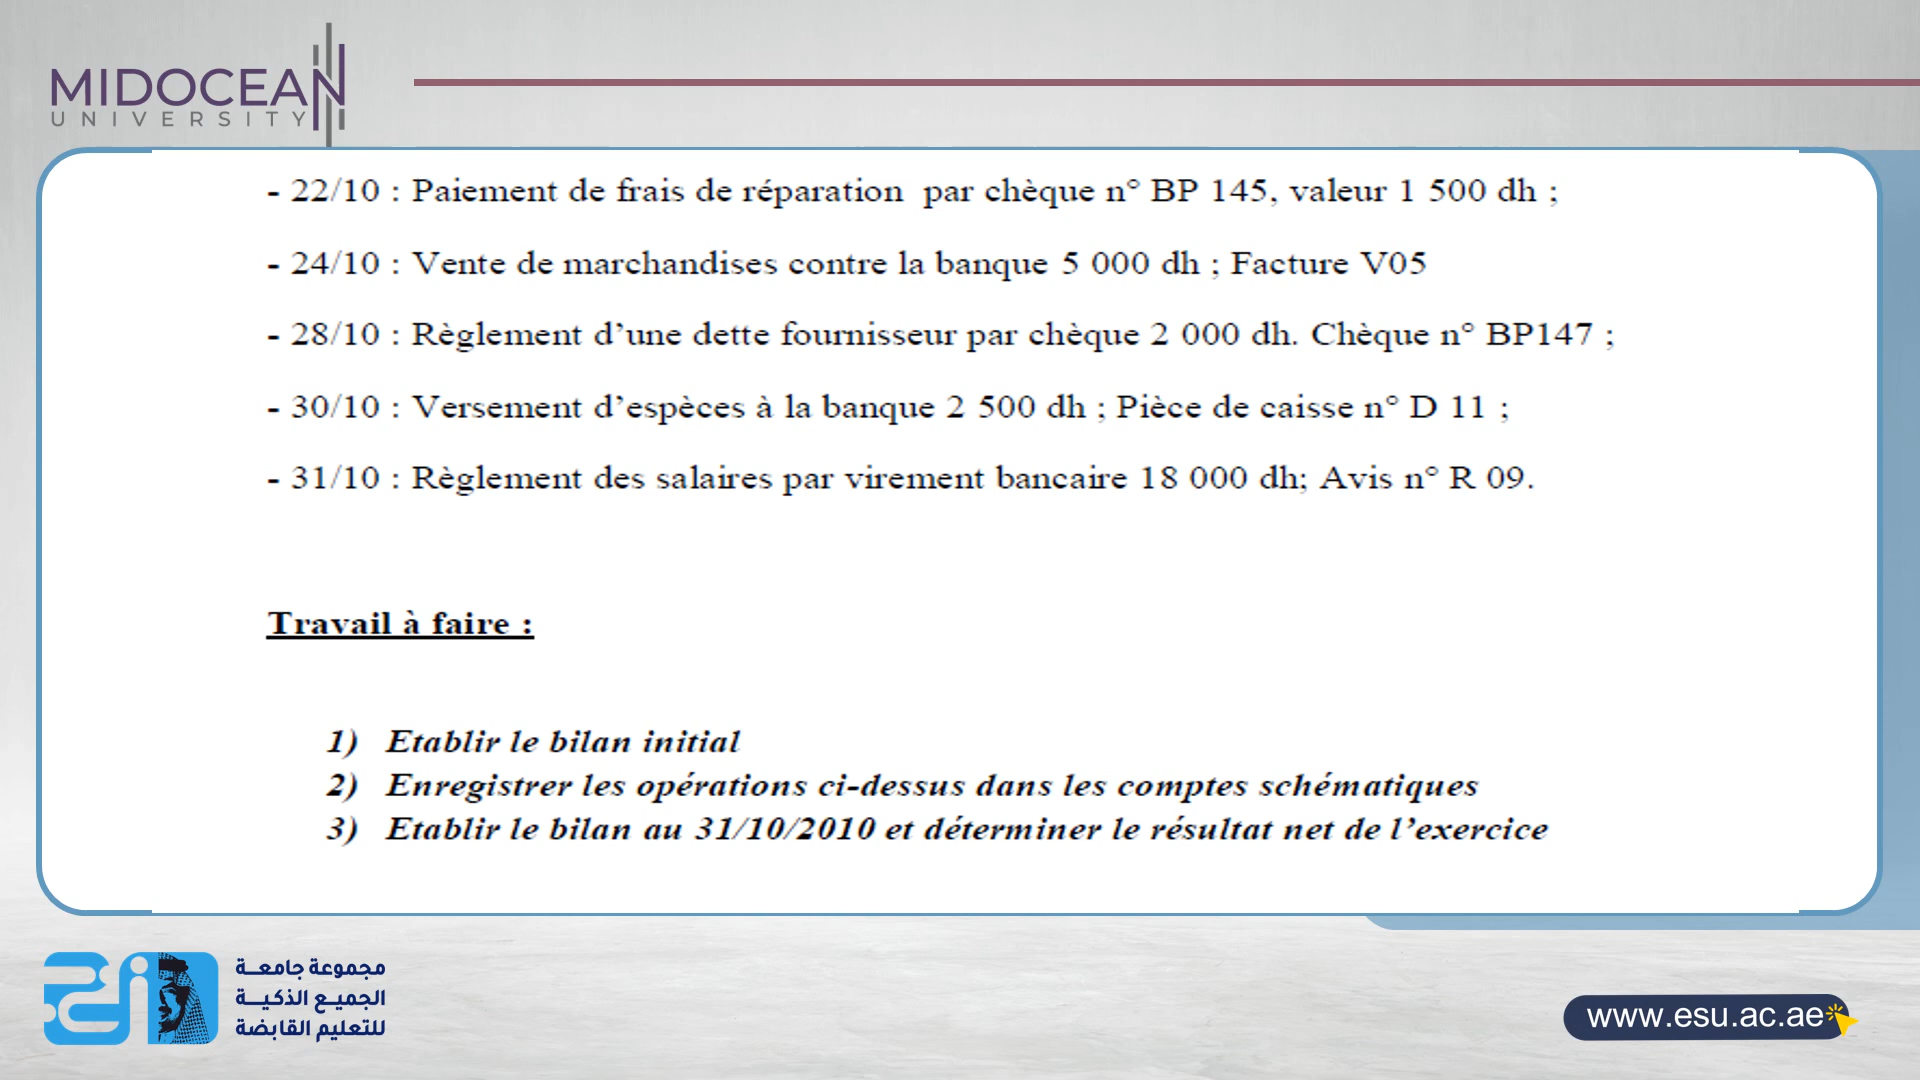 MIDOCEAN
UNIVERSITY
- 22/10 : Paiement de frais de réparation par chèque n° BP 145, valeur 1 500 dh ;
- 24/10 : Vente de marchandises contre la banque 5 000 dh ; Facture V05
- 28/10 : Règlement d’une dette fournisseur par chèque 2 000 dh. Chèque n° BP147 ;
- 30/10 : Versement d’espèces à la banque 2 500 dh ; Pièce de caisse n° D 11 ;
- 31/10 : Règlement des salaires par virement bancaire 18 000 dh; Avis n° R 09.
Travail à faire :
1) Etablir le bilan initial
2) Enregistrer les opérations ci-dessus dans les comptes schématiques
3) Etablir le bilan au 31/10/2010 et déterminer le résultat net de l’exercice
مجموعة جامعـــة
الجميــع الذكيــــة
للتعليم القابضة
www.esu.ac.ae